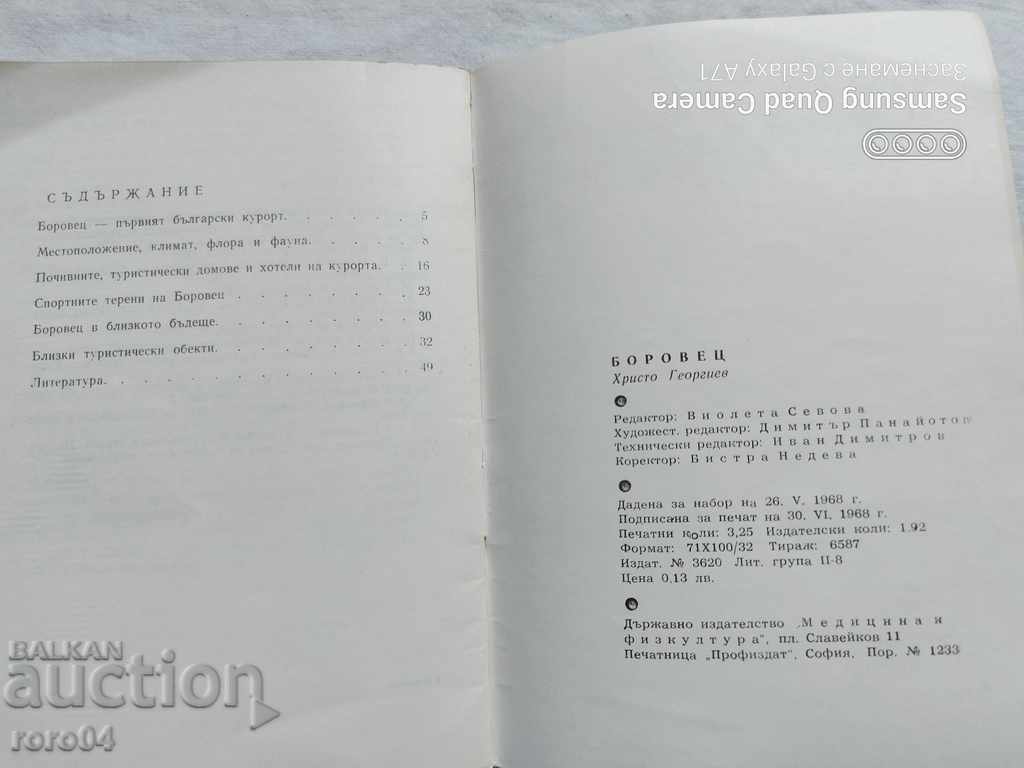 СЪДЪРЖАНИЕ
Боровец — първият български курорт. . . . . . 5
Местоположение, климат, флора и фауна. . . . . 8
Почивните, туристически домове и хотели на курорта. . 16
Спортните терени на Боровец . . . . . . . 23
Боровец в близкото бъдеще. . . . . . . . 30
Близки туристически обекти. . . . . . . . 32
Литература. . . . . . . . . . . . 49
БОРОВЕЦ
Христо Георгиев
Редактор: Виолета Севова
Художест. редактор: Димитър Панайотов
Технически редактор: Иван Димитров
Коректор: Бистра Недева
Дадена за набор на 26. V. 1968 г.
Подписана за печат на 30. VI. 1968 г.
Печатни коли: 3,25 Издателски коли: 1.92
Формат: 71X100/32 Тираж: 6587
Издат. № 3620 Лит. група II-8
Цена 0,13 лв.
Държавно издателство „Медицина и
физкултура“, пл. Славейков 11
Печатница „Профиздат“, София, Пор. № 1233
Samsung Quad Camera
Заснемане с Galaxy A71
BALKAN
auction
roro04